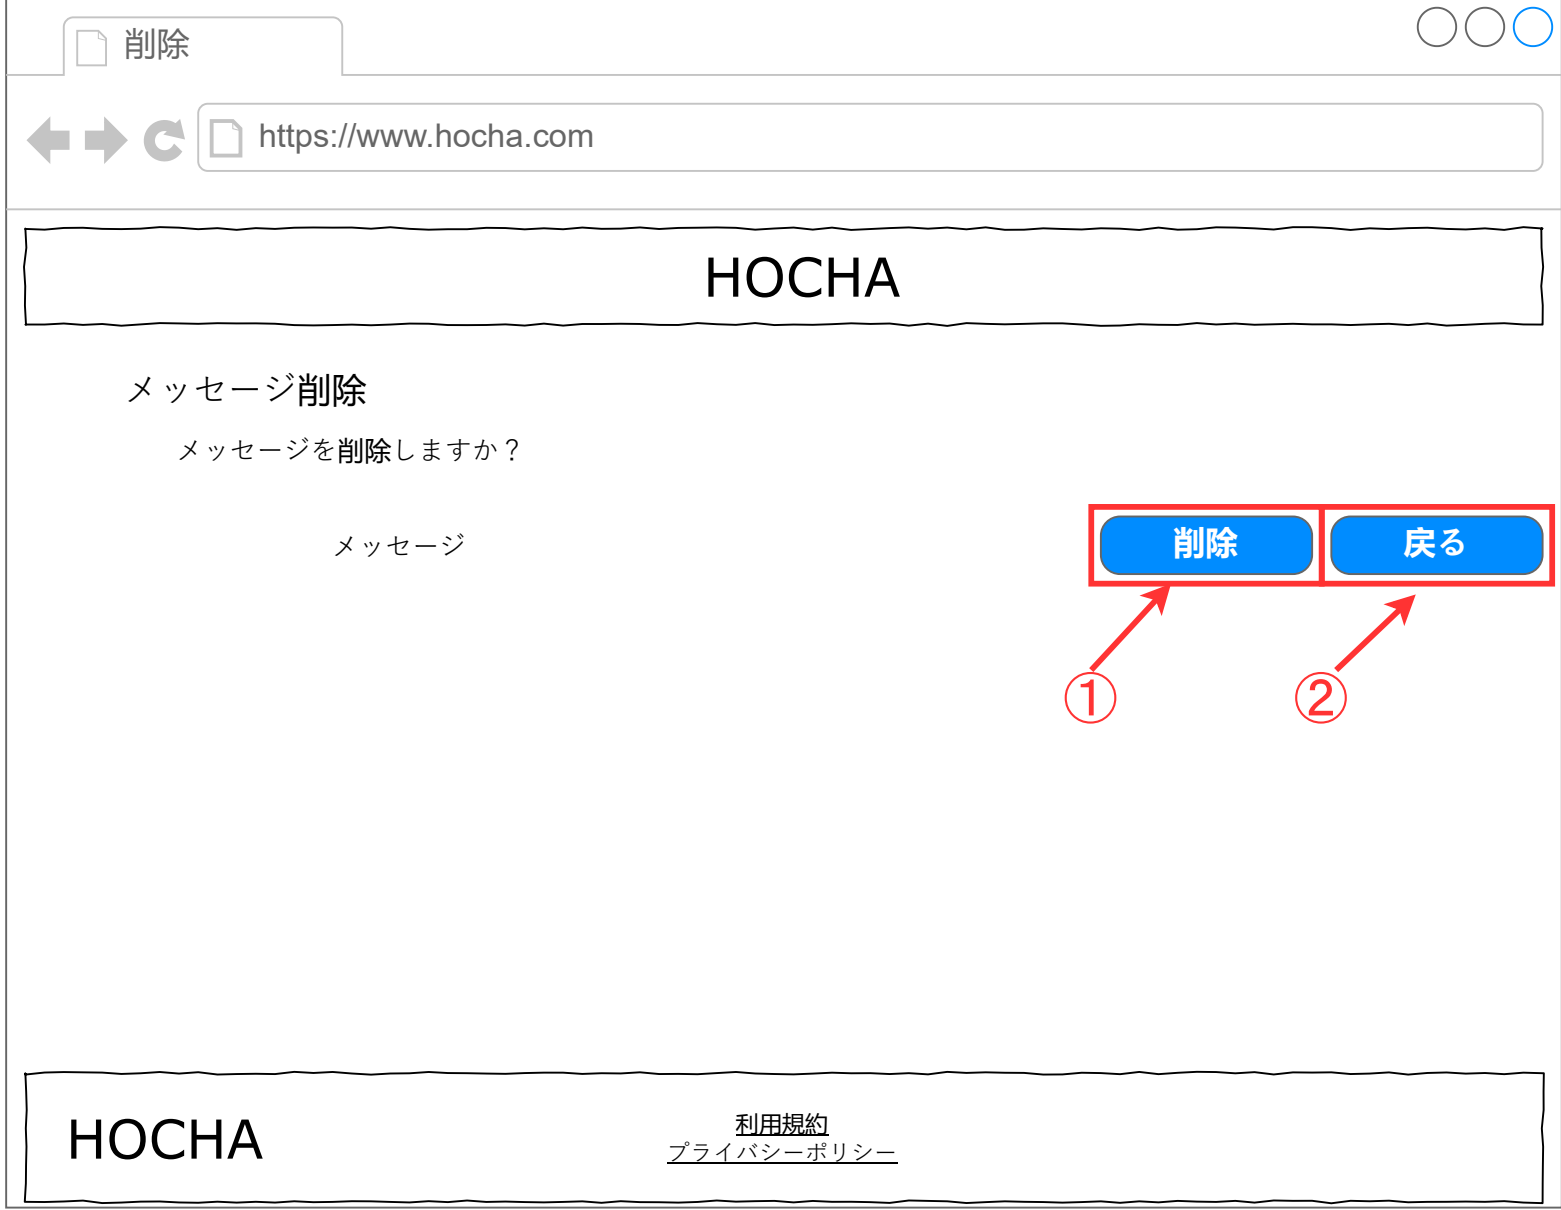 削除
https://www.hocha.com
HOCHA
メッセージ削除
メッセージを削除しますか？
メッセージ
削除
戻る
①
②
HOCHA
利用規約
プライバシーポリシー